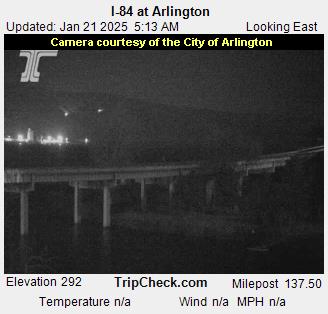 I-84 at Arlington
Updated: Jan 21 2025 5:13 AM Looking East
Camera courtesy of the City of Arlington
Elevation 292 TripCheck.com Milepost 137.50
Temperature n/a Wind n/a MPH n/a